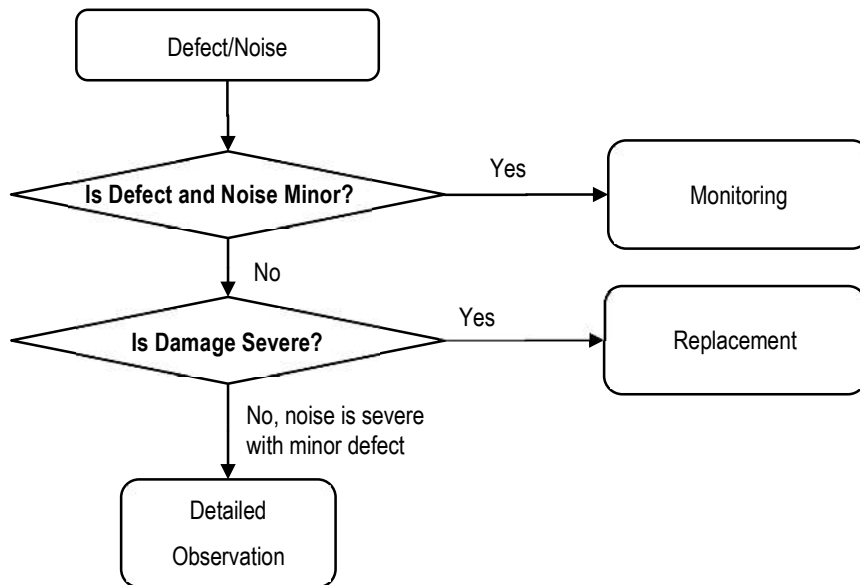 Defect/Noise
Is Defect and Noise Minor?
Yes
Monitoring
No
Is Damage Severe?
Yes
Replacement
No, noise is severe
with minor defect
Detailed
Observation